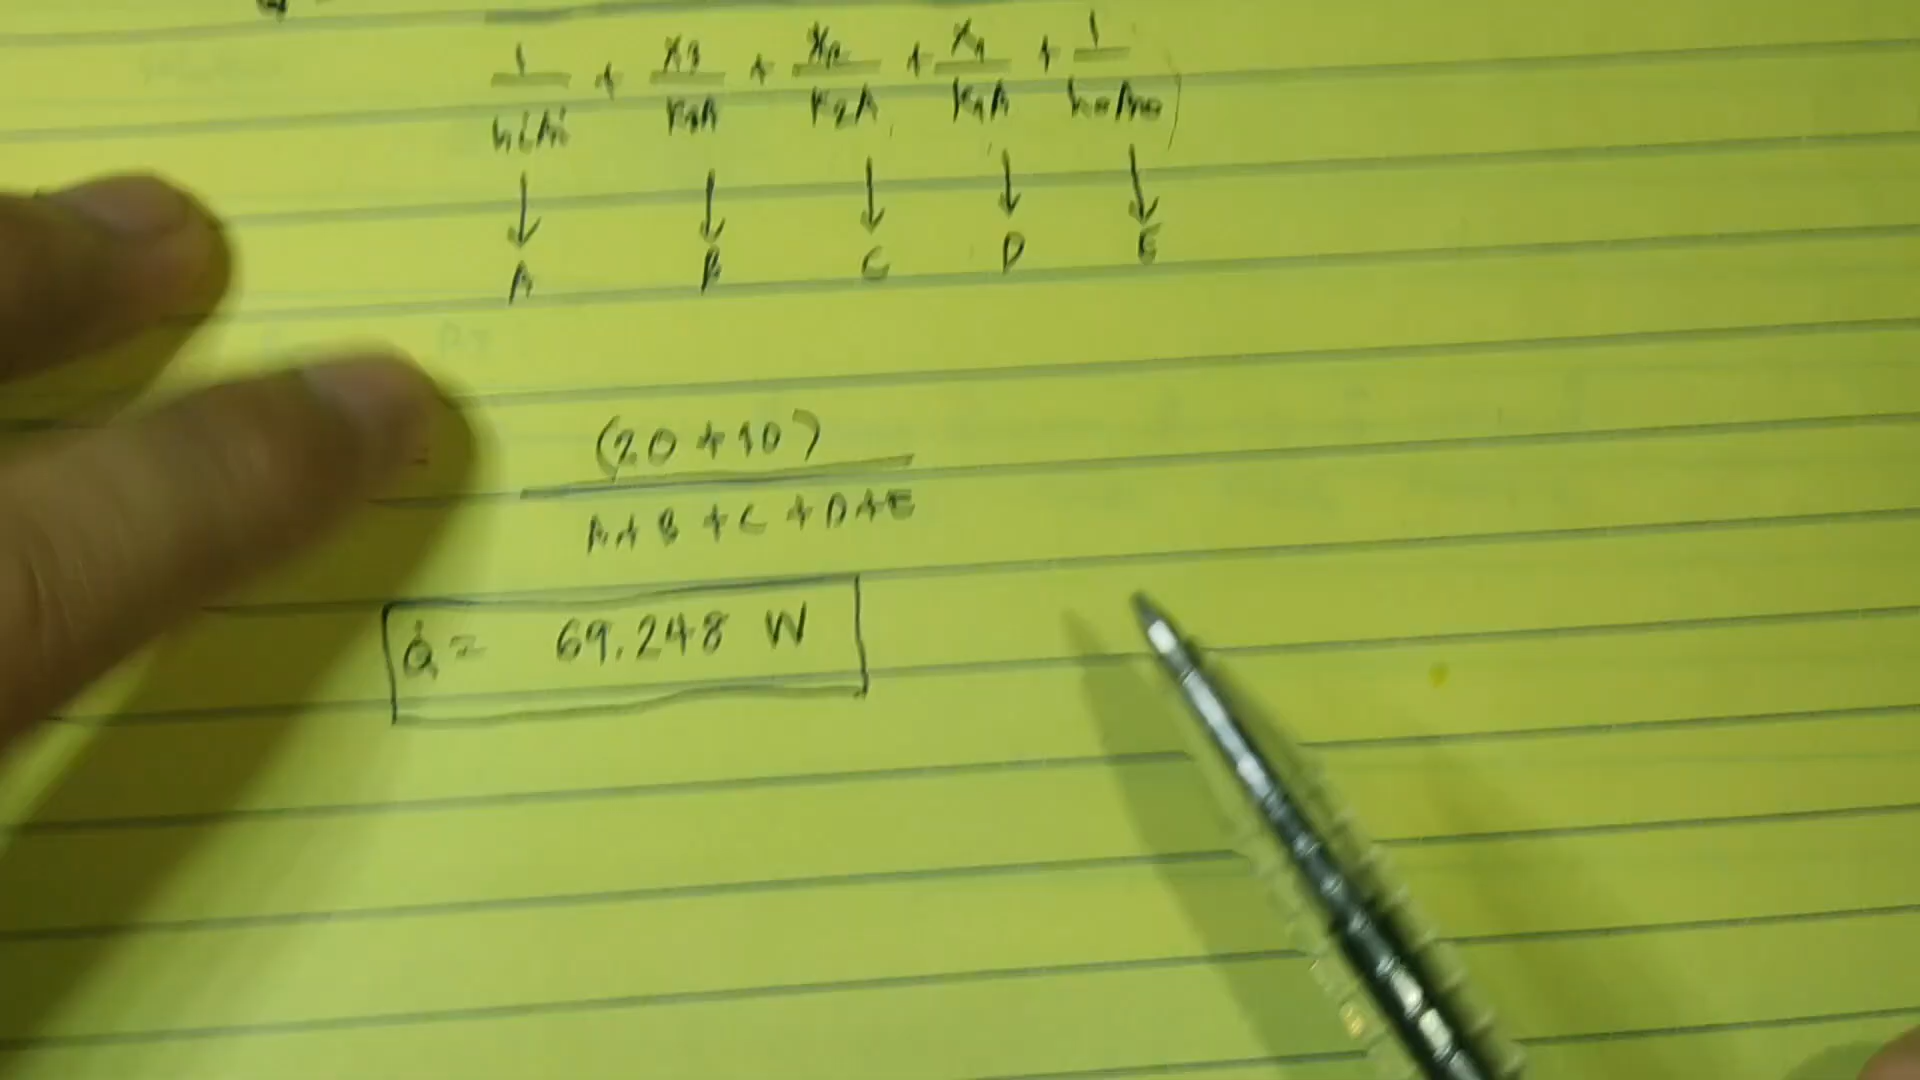 1 + x3 + x2 + x1 + 1
hiAi k3A k2A k1A hoAo )
↓ ↓ ↓ ↓ ↓
A B C D E
= (20+10)
A+B+C+D+E
Q̇ = 69.248 W